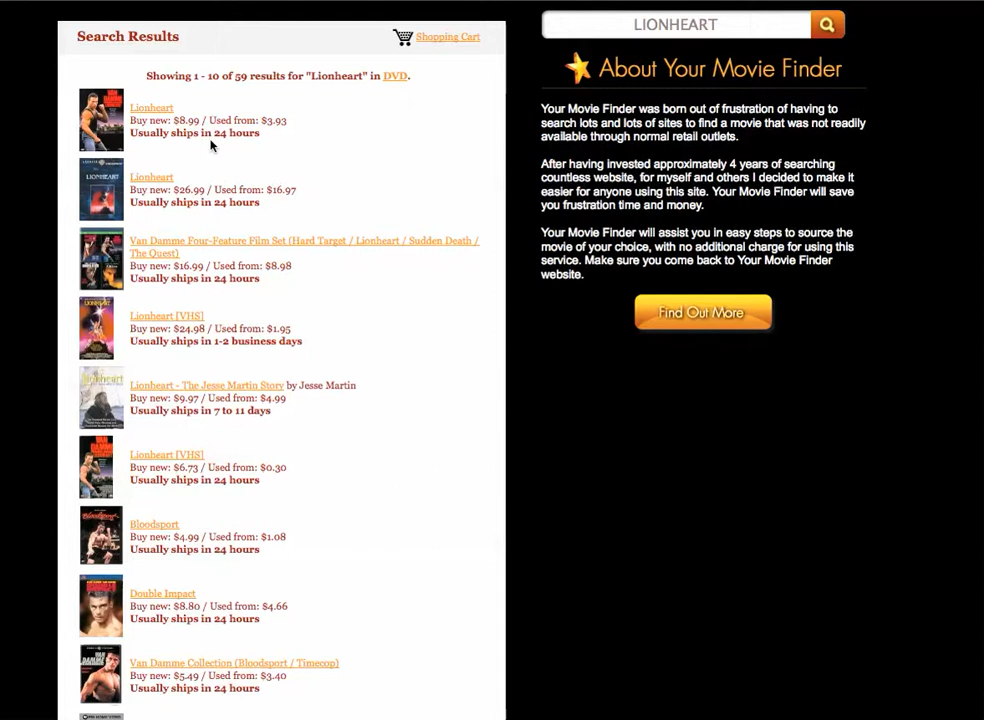 Search Results
Shopping Cart
Showing 1 - 10 of 59 results for "Lionheart" in DVD.
Lionheart
Buy new: $8.99 / Used from: $3.93
Usually ships in 24 hours
LIONHEART
Lionheart
Buy new: $26.99 / Used from: $16.97
Usually ships in 24 hours
Van Damme Four-Feature Film Set (Hard Target / Lionheart / Sudden Death /
The Quest)
Buy new: $16.99 / Used from: $8.98
Usually ships in 24 hours
Lionheart [VHS]
Buy new: $24.98 / Used from: $1.95
Usually ships in 1-2 business days
Lionheart - The Jesse Martin Story by Jesse Martin
Buy new: $9.97 / Used from: $4.99
Usually ships in 7 to 11 days
Lionheart [VHS]
Buy new: $6.73 / Used from: $0.30
Usually ships in 24 hours
Bloodsport
Buy new: $4.99 / Used from: $1.08
Usually ships in 24 hours
Double Impact
Buy new: $8.80 / Used from: $4.66
Usually ships in 24 hours
Van Damme Collection (Bloodsport / Timecop)
Buy new: $5.49 / Used from: $3.40
Usually ships in 24 hours
LIONHEART
About Your Movie Finder
Your Movie Finder was born out of frustration of having to
search lots and lots of sites to find a movie that was not readily
available through normal retail outlets.
After having invested approximately 4 years of searching
countless website, for myself and others I decided to make it
easier for anyone using this site. Your Movie Finder will save
you frustration time and money.
Your Movie Finder will assist you in easy steps to source the
movie of your choice, with no additional charge for using this
service. Make sure you come back to Your Movie Finder
website.
Find Out More